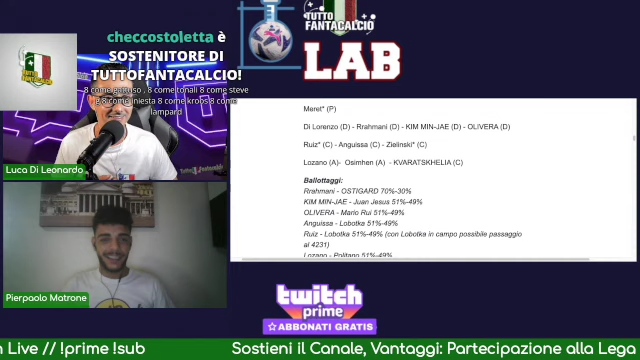 checcostoletta è
SOSTENITORE DI
TUTTOFANTACALCIO!
8 come gattuso , 8 come tonali 8 come steve
g 8 come iniesta 8 come kroos 8 come
lampard
Luca Di Leonardo
Pierpaolo Matrone
TUTTO
FANTACALCIO
LAB
Meret* (P)
Di Lorenzo (D) - Rrahmani (D) - KIM MIN-JAE (D) - OLIVERA (D)
Ruiz* (C) - Anguissa (C) - Zielinski* (C)
Lozano (A)- Osimhen (A) - KVARATSKHELIA (C)
Ballottaggi:
Rrahmani - OSTIGARD 70%-30%
KIM MIN-JAE - Juan Jesus 51%-49%
OLIVERA - Mario Rui 51%-49%
Anguissa - Lobotka 51%-49%
Ruiz - Lobotka 51%-49% (con Lobotka in campo possibile passaggio
al 4231)
Lozano - Politano 51%-49%
twitch
prime
ABBONATI GRATIS
n Live // !prime !sub
Sostieni il Canale, Vantaggi: Partecipazione alla Lega